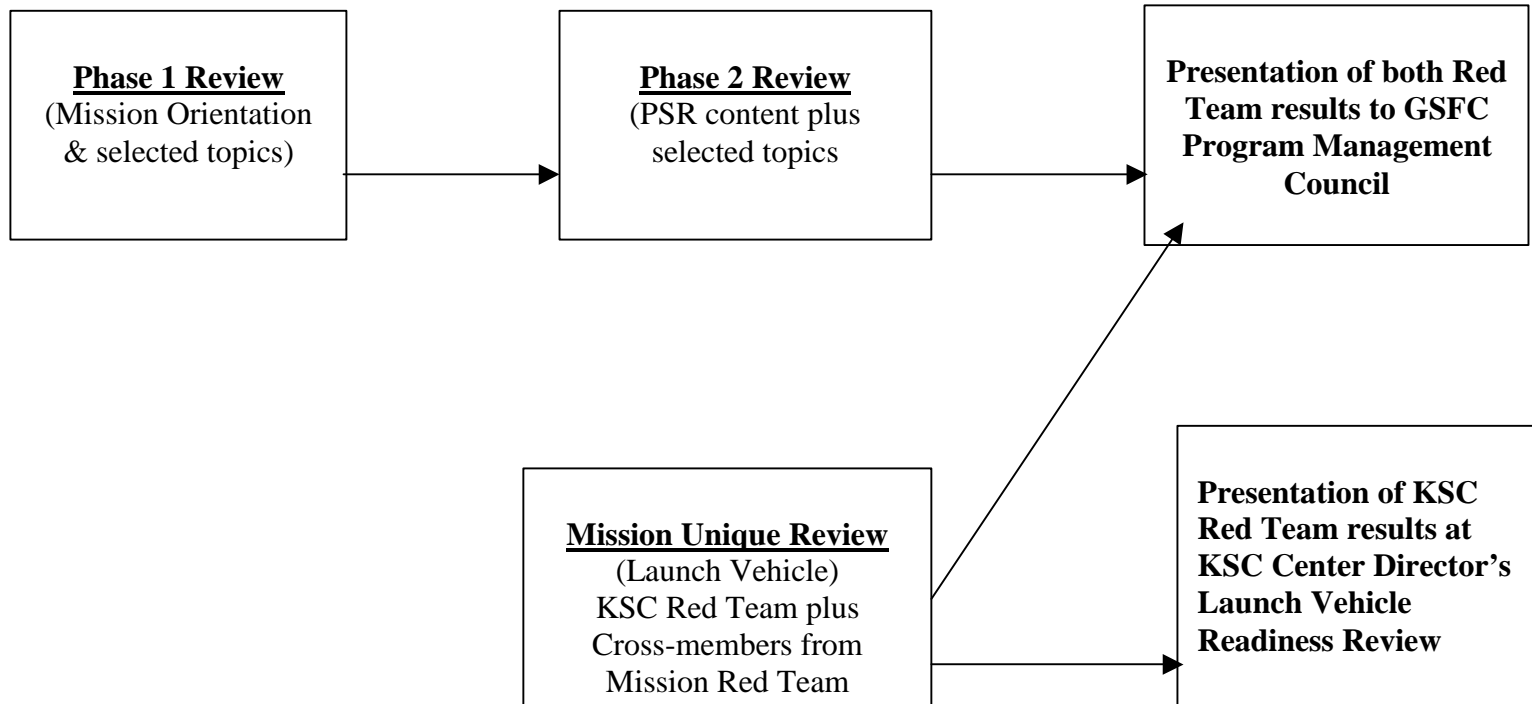 Phase 1 Review
(Mission Orientation
& selected topics)
Phase 2 Review
(PSR content plus
selected topics
Presentation of both Red
Team results to GSFC
Program Management
Council
Mission Unique Review
(Launch Vehicle)
KSC Red Team plus
Cross-members from
Mission Red Team
Presentation of KSC
Red Team results at
KSC Center Director’s
Launch Vehicle
Readiness Review